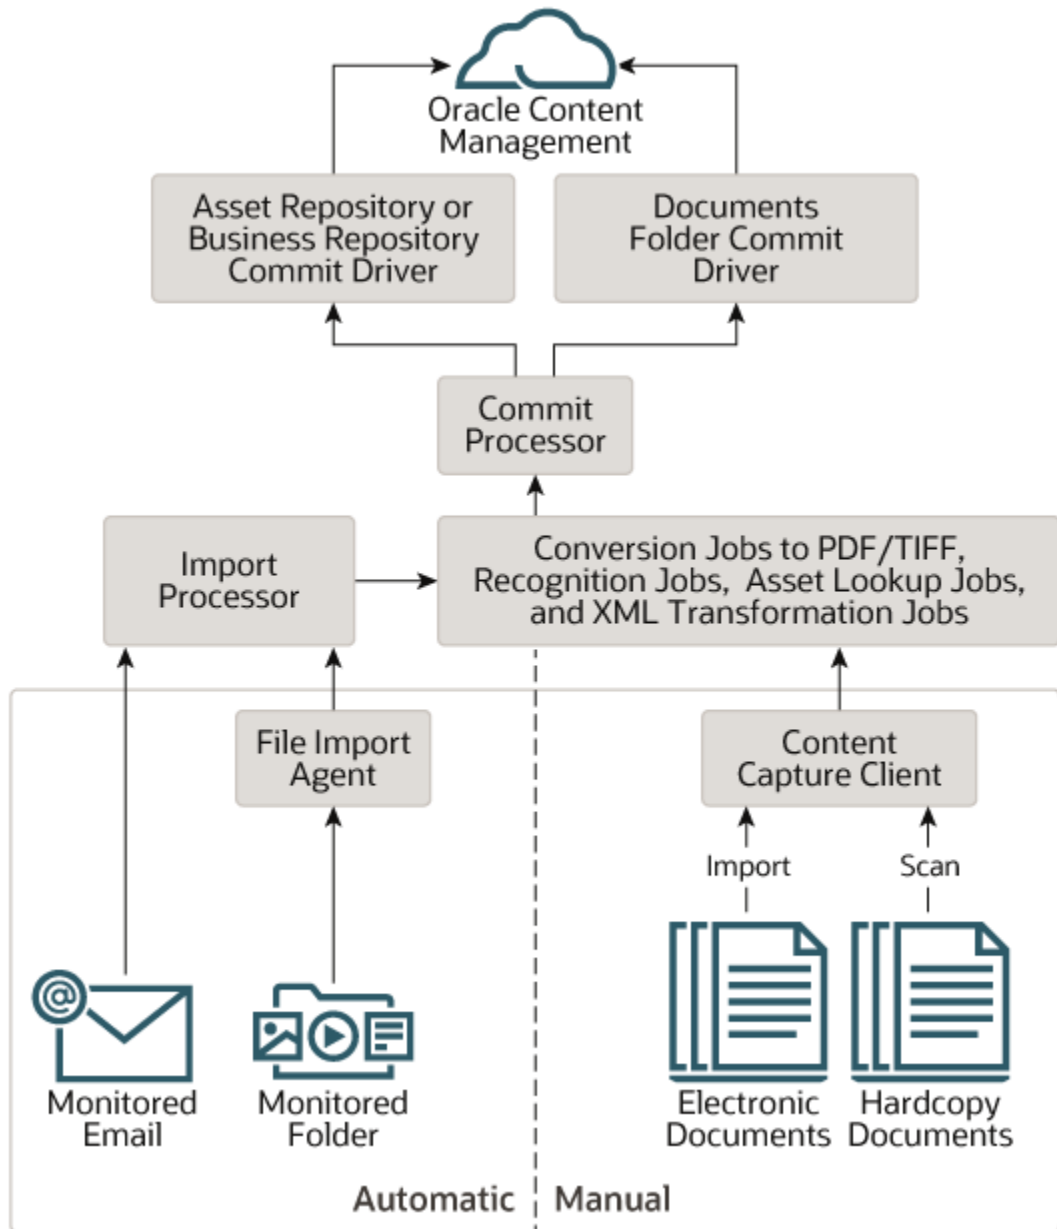 Oracle Content
Management
Asset Repository or
Business Repository
Commit Driver
Documents
Folder Commit
Driver
Commit
Processor
Import
Processor
Conversion Jobs to PDF/TIFF,
Recognition Jobs, Asset Lookup Jobs,
and XML Transformation Jobs
File Import
Agent
Content
Capture Client
Import
Scan
@
Monitored
Email
Monitored
Folder
Electronic
Documents
Hardcopy
Documents
Automatic
Manual